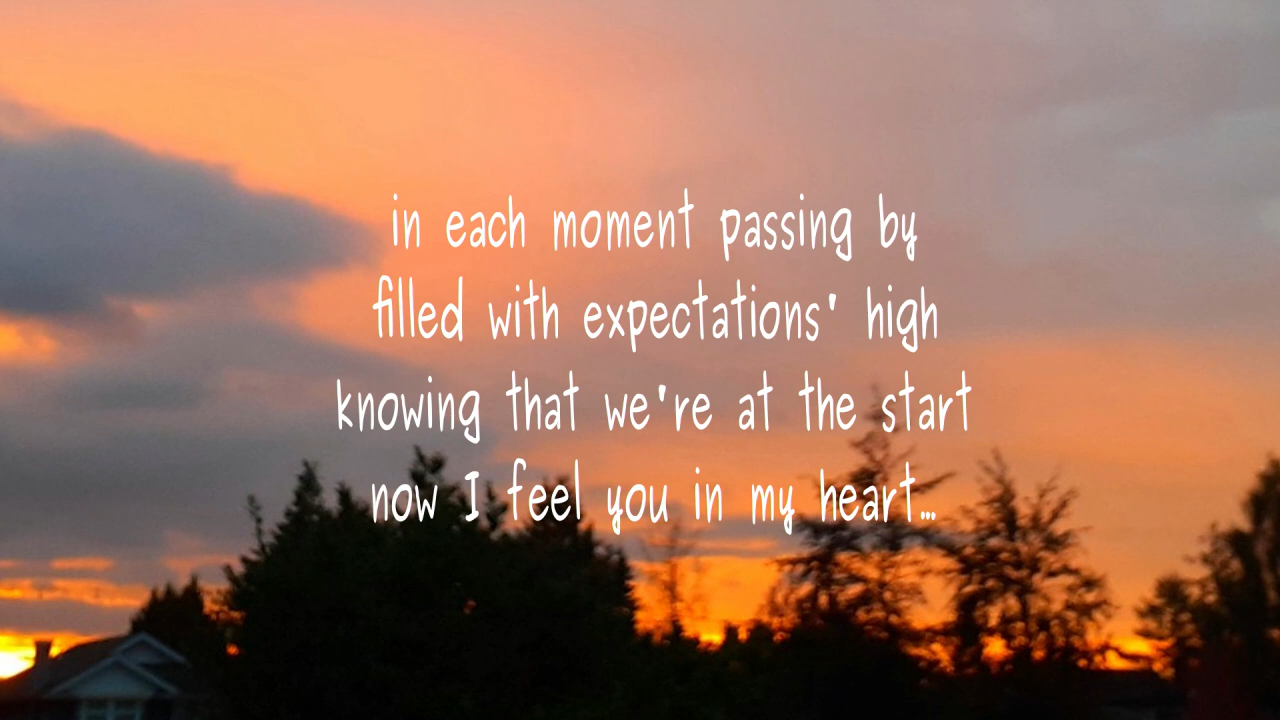 in each moment passing by
filled with expectations' high
knowing that we're at the start
now I feel you in my heart...